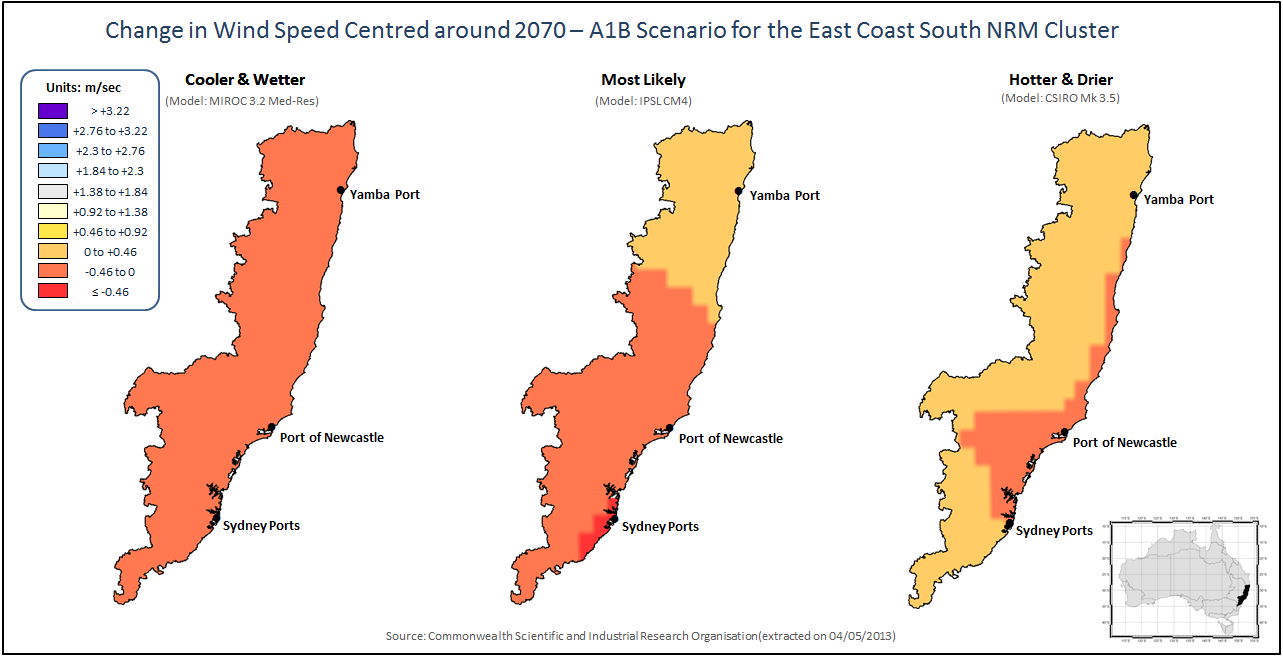 Change in Wind Speed Centred around 2070 – A1B Scenario for the East Coast South NRM Cluster
Units: m/sec
> +3.22
+2.76 to +3.22
+2.3 to +2.76
+1.84 to +2.3
+1.38 to +1.84
+0.92 to +1.38
+0.46 to +0.92
0 to +0.46
-0.46 to 0
≤ -0.46
Cooler & Wetter
(Model: MIROC 3.2 Med-Res)
Yamba Port
Port of Newcastle
Sydney Ports
Most Likely
(Model: IPSL CM4)
Yamba Port
Port of Newcastle
Sydney Ports
Hotter & Drier
(Model: CSIRO Mk 3.5)
Yamba Port
Port of Newcastle
Sydney Ports
Source: Commonwealth Scientific and Industrial Research Organisation(extracted on 04/05/2013)